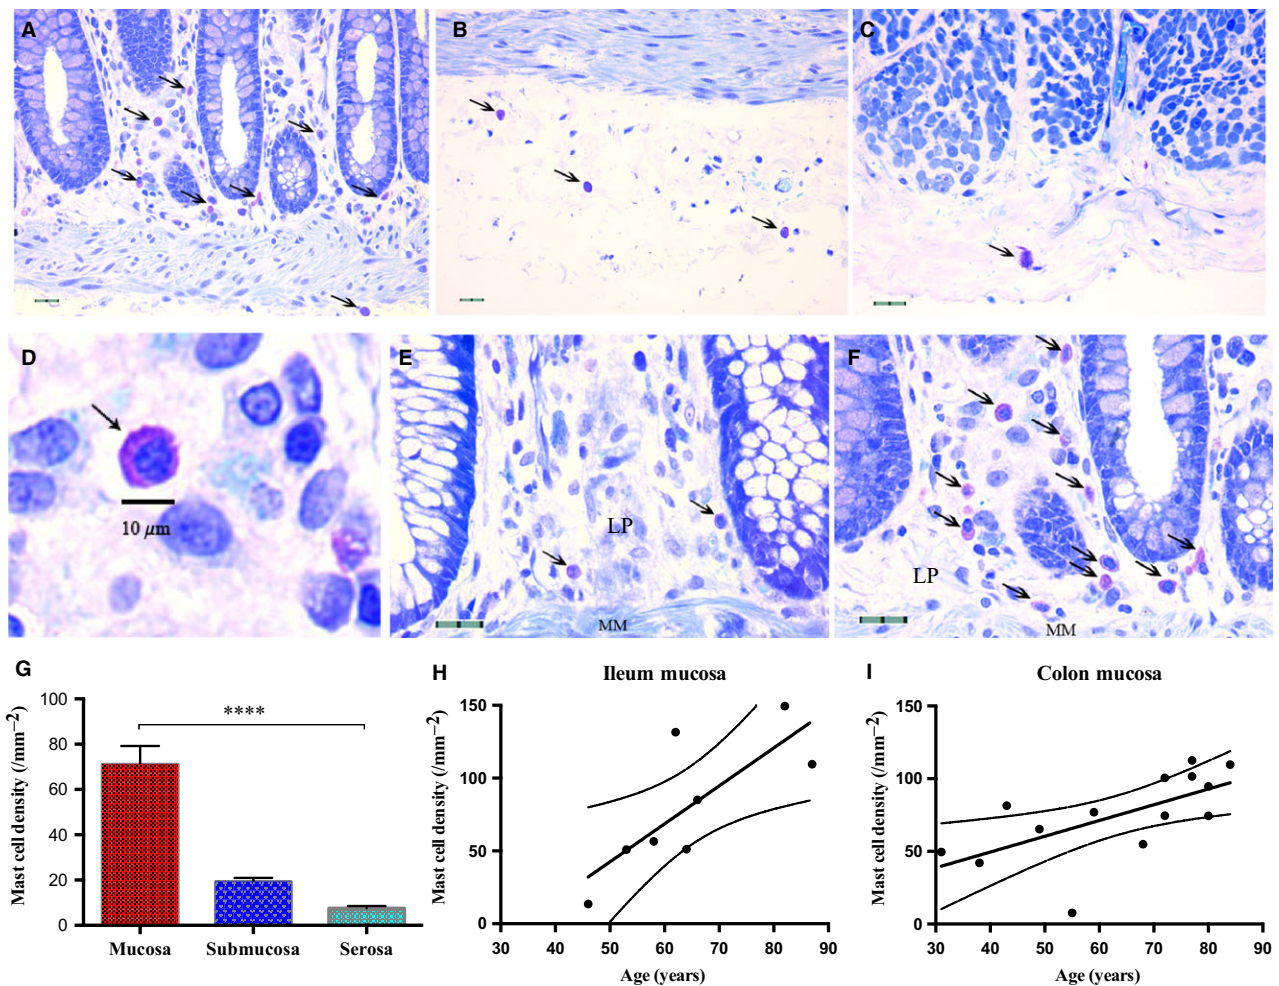 A
B
C
D
10 μm
E
LP
MM
F
LP
MM
G
100
80
60
40
20
0
Mast cell density (/mm−2)
****
Mucosa
Submucosa
Serosa
H
Ileum mucosa
150
100
50
0
Mast cell density (/mm−2)
30 40 50 60 70 80 90
Age (years)
I
Colon mucosa
150
100
50
0
Mast cell density (/mm−2)
30 40 50 60 70 80 90
Age (years)